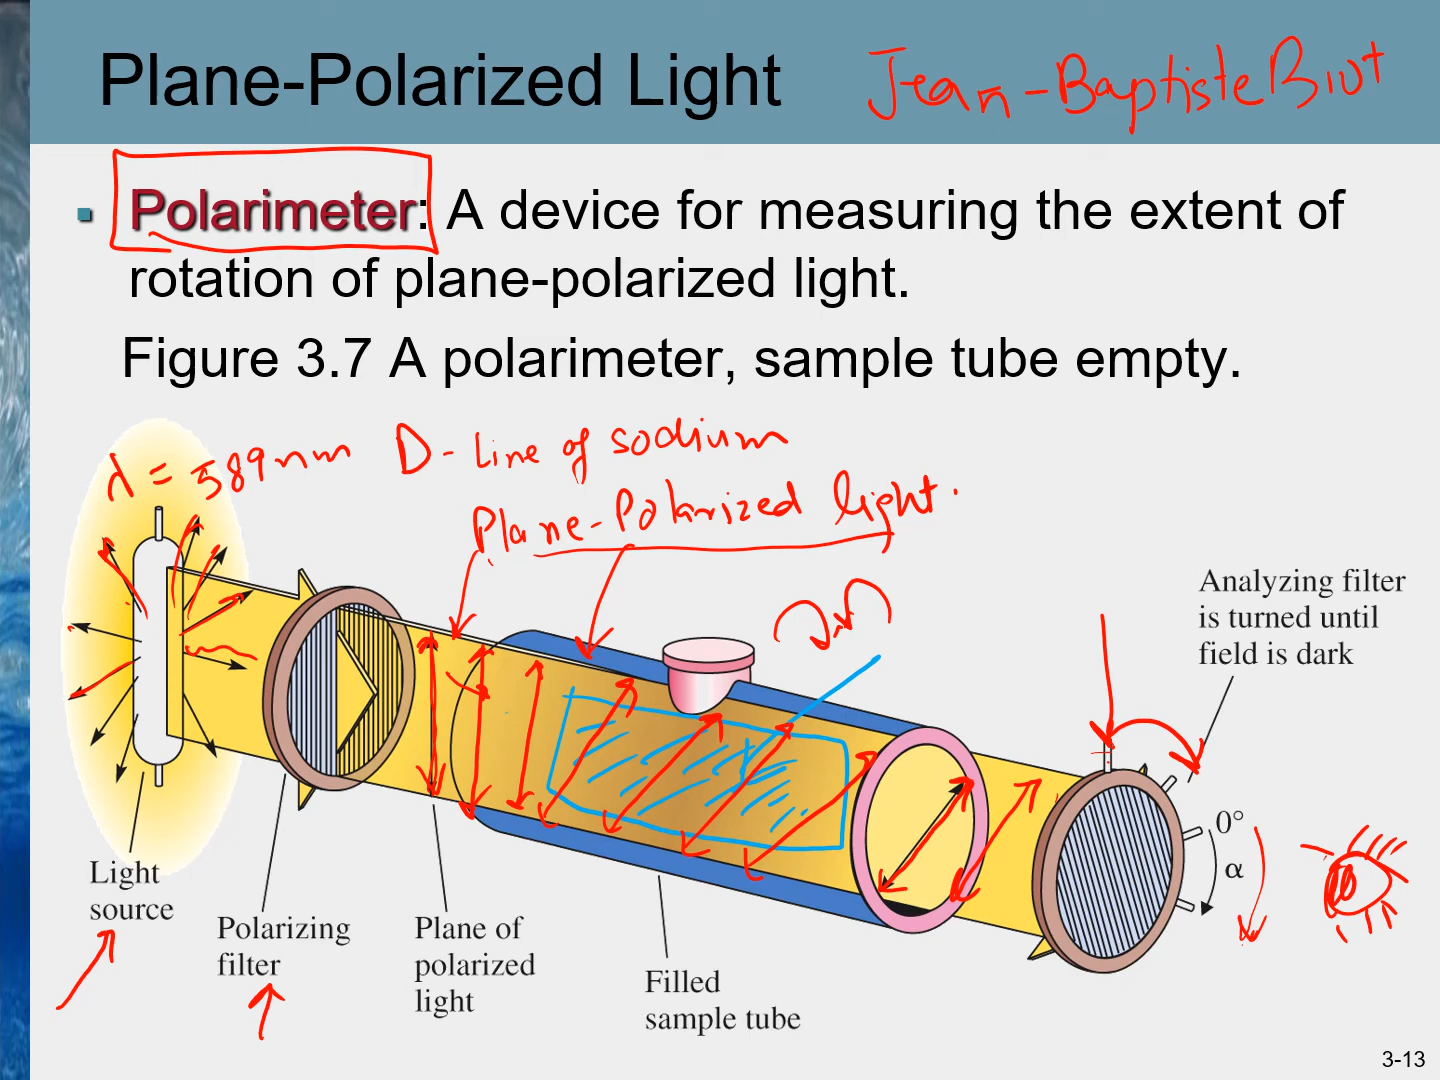 Plane-Polarized Light
Jean-Baptiste Biot
Polarimeter: A device for measuring the extent of
rotation of plane-polarized light.
Figure 3.7 A polarimeter, sample tube empty.
λ = 589nm D-Line of sodium
Plane-Polarized light.
Analyzing filter
is turned until
field is dark
0°
α
Light
source
Polarizing
filter
Plane of
polarized
light
Filled
sample tube
3-13